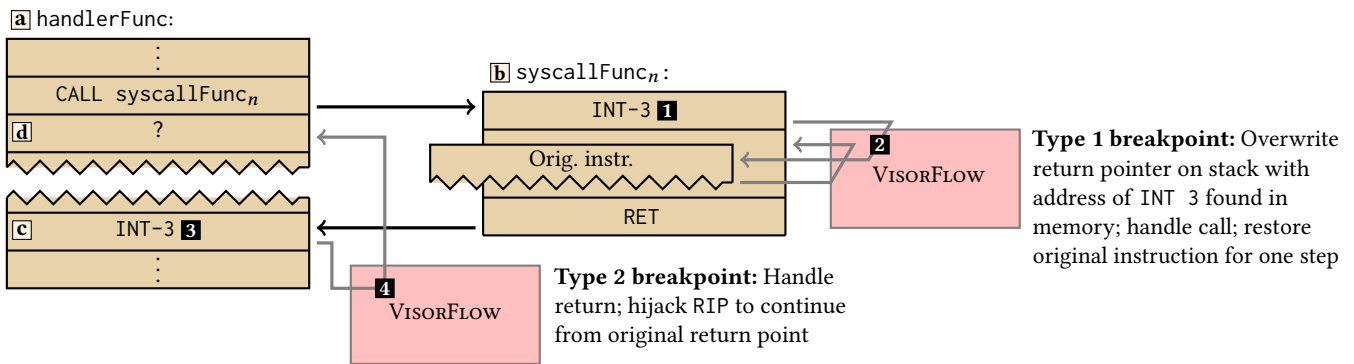 a handlerFunc:
⋮
CALL syscallFuncₙ
d ?
c INT-3 3
⋮
b syscallFuncₙ:
INT-3 1
Orig. instr.
RET
2
VisorFlow
Type 1 breakpoint: Overwrite
return pointer on stack with
address of INT 3 found in
memory; handle call; restore
original instruction for one step
4
VisorFlow
Type 2 breakpoint: Handle
return; hijack RIP to continue
from original return point